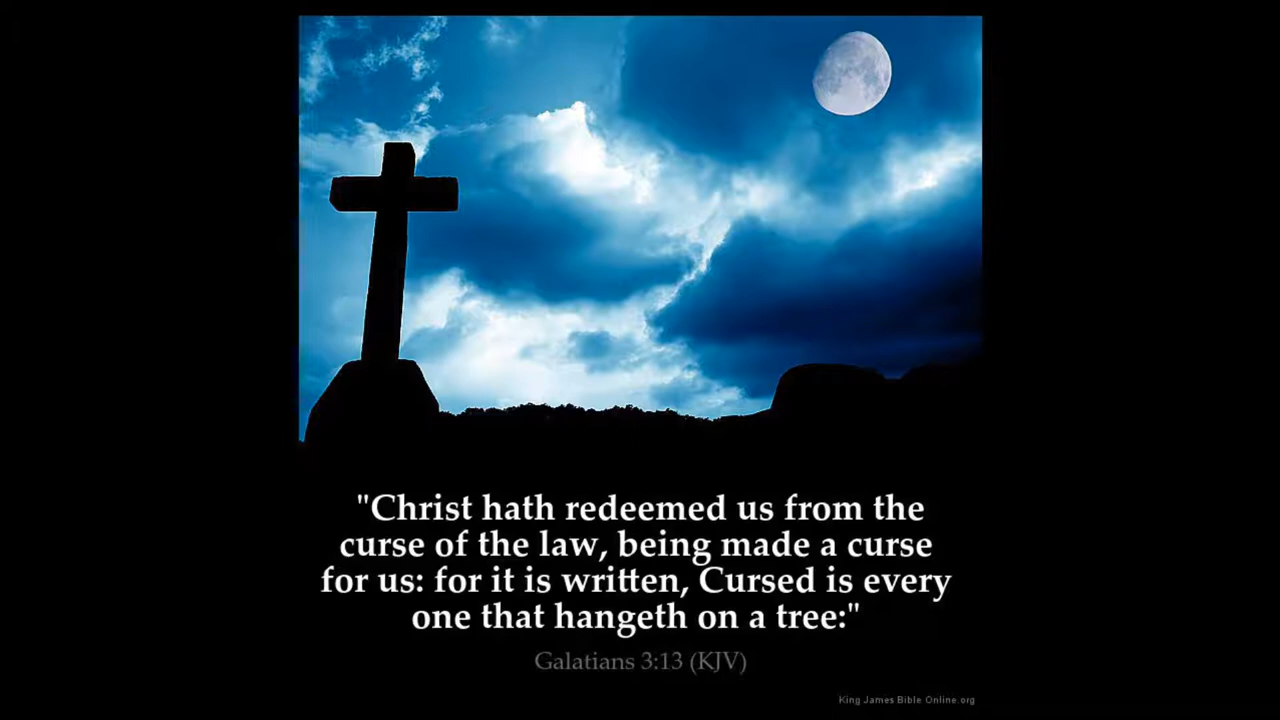 "Christ hath redeemed us from the
curse of the law, being made a curse
for us: for it is written, Cursed is every
one that hangeth on a tree:"
Galatians 3:13 (KJV)
King James Bible Online.org